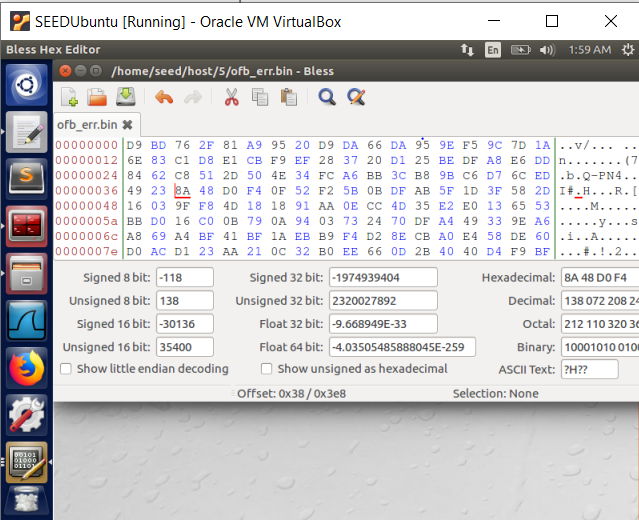 SEEDUbuntu [Running] - Oracle VM VirtualBox
Bless Hex Editor En 1:59 AM
/home/seed/host/5/ofb_err.bin - Bless
ofb_err.bin
00000000 D9 BD 76 2F 81 A9 95 20 D9 DA 66 DA 95 9E F5 9C 7D 1A ..v/...
00000012 6E 83 C1 D8 E1 CB F9 EF 28 37 20 D1 25 BE DF A8 E6 DD n.......(7
00000024 84 62 C8 51 2D 50 4E 34 FC A6 BB 3C B8 9B C6 D7 6C ED .b.Q-PN4.
00000036 49 23 8A 48 D0 F4 0F 52 F2 5B 0B DF AB 5F 1D 3F 58 2D I#.H...R.[
00000048 16 03 9F F8 4D 18 18 91 AA 0E CC 4D 35 E2 E0 13 65 53 ....M....
0000005a BB D0 16 C0 0B 79 0A 94 03 73 24 70 DF A4 49 33 9E A6 .....y...s
0000006c A8 69 A4 BF 41 BF 1A EB B9 F4 D2 8E CB A0 E4 58 DE 60 .i..A....
0000007e D0 AC D1 23 AA 21 0C 32 B0 EE 66 0D 2B 40 40 D4 F9 BF ...#.!.2..
Signed 8 bit: -118 Signed 32 bit: -1974939404 Hexadecimal: 8A 48 D0 F4
Unsigned 8 bit: 138 Unsigned 32 bit: 2320027892 Decimal: 138 072 208 24
Signed 16 bit: -30136 Float 32 bit: -9.668949E-33 Octal: 212 110 320 36
Unsigned 16 bit: 35400 Float 64 bit: -4.03505485888045E-259 Binary: 10001010 0100
Show little endian decoding Show unsigned as hexadecimal ASCII Text: ?H??
Offset: 0x38 / 0x3e8 Selection: None